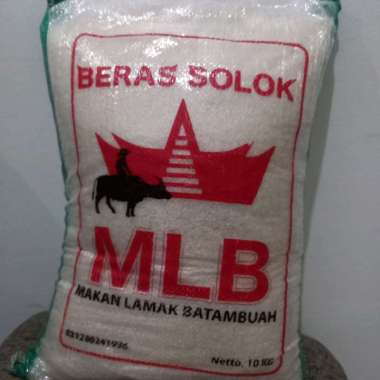 BERAS SOLOK
MLB
MAKAN LAMAK BATAMBUAH
Netto. 10 KG